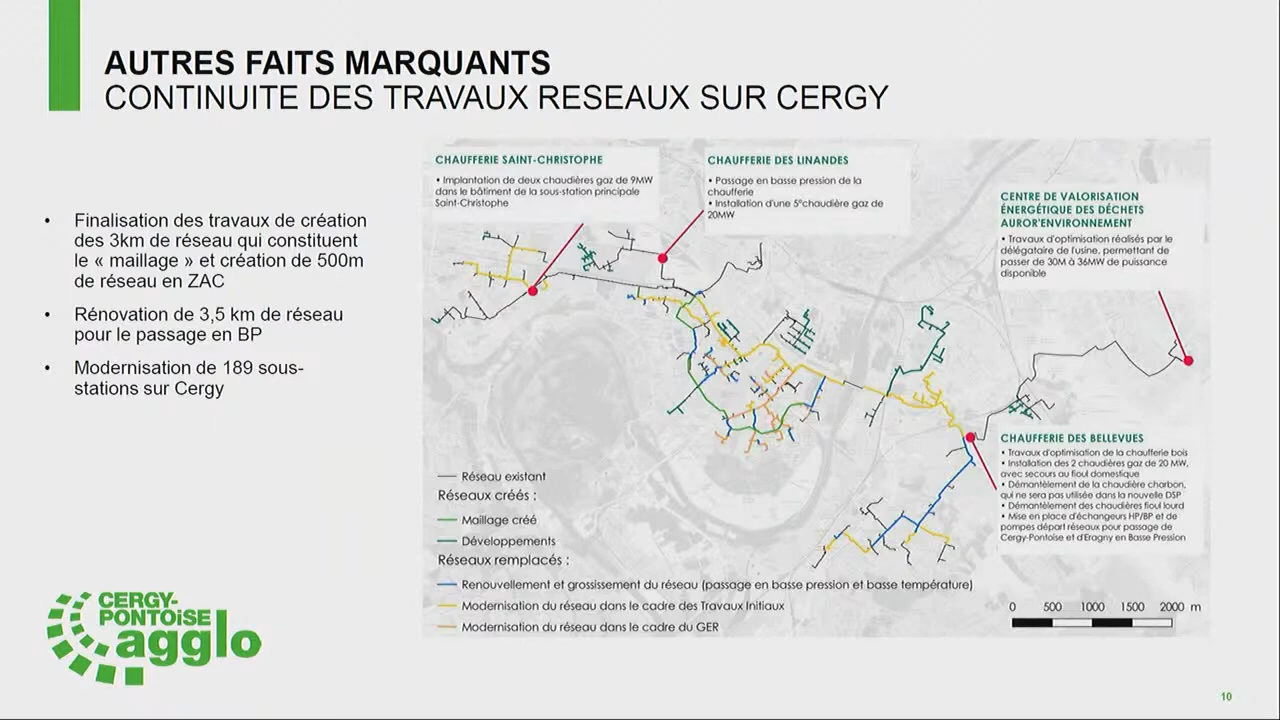 AUTRES FAITS MARQUANTS
CONTINUITE DES TRAVAUX RESEAUX SUR CERGY
• Finalisation des travaux de création
des 3km de réseau qui constituent
le « maillage » et création de 500m
de réseau en ZAC
• Rénovation de 3,5 km de réseau
pour le passage en BP
• Modernisation de 189 sous-
stations sur Cergy
CHAUFFERIE SAINT-CHRISTOPHE
• Implantation de deux chaudières gaz de 9MW
dans le bâtiment de la sous-station principale
Saint-Christophe
CHAUFFERIE DES LINANDES
• Passage en basse pression de la
chaufferie
• Installation d'une 5°chaudière gaz de
20MW
CENTRE DE VALORISATION
ÉNERGÉTIQUE DES DÉCHETS
AUROR'ENVIRONNEMENT
• Travaux d'optimisation réalisés par le
délégataire de l'usine, permettant de
passer de 30M à 36MW de puissance
disponible
CHAUFFERIE DES BELLEVUES
• Travaux d'optimisation de la chaufferie bois
• Installation des 2 chaudières gaz de 20 MW,
avec secours au fioul domestique
• Démantèlement de la chaudière charbon,
qui ne sera pas utilisée dans la nouvelle DSP
• Démantèlement des chaudières fioul lourd
• Mise en place d'échangeurs HP/BP et de
pompes départ réseaux pour passage de
Cergy-Pontoise et d'Eragny en Basse Pression
Réseau existant
Réseaux créés :
Maillage créé
Développements
Réseaux remplacés :
Renouvellement et grossissement du réseau (passage en basse pression et basse température)
Modernisation du réseau dans le cadre des Travaux Initiaux
Modernisation du réseau dans le cadre du GER
0 500 1000 1500 2000 m
CERGY-
PONTOISE
agglo
10